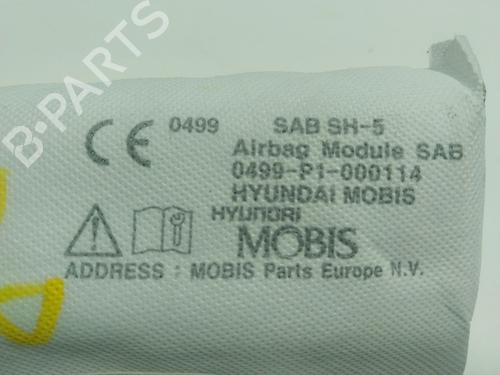 CE 0499 SAB SH-5
Airbag Module SAB
0499-P1-000114
HYUNDAI MOBIS
HYUNDAI
MOBIS
ADDRESS : MOBIS Parts Europe N.V.
B-PARTS